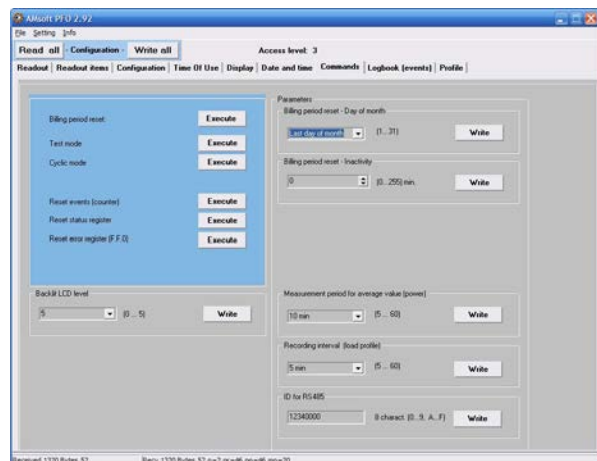 AMsoft PFO 2.92
File Setting Info
Read all - Configuration - Write all Access level: 3
Readout Readout items Configuration Time Of Use Display Date and time Commands Logbook (events) Profile
Parameters
Billing period reset - Day of month
Billing period reset Execute
Last day of month (1...31) Write
Test mode Execute
Cyclic mode Execute
Billing period reset - Inactivity
0 (0...255) min. Write
Reset events (counter) Execute
Reset status register Execute
Reset error register (F.F.0) Execute
Backlit LCD level
5 (0 ... 5) Write
Measurement period for average value (power)
10 min (5 ... 60) Write
Recording interval (load profile)
5 min (5 ... 60) Write
ID for RS485
12340000 8 charact. (0...9, A...F) Write
Received 1320 Bytes, 52